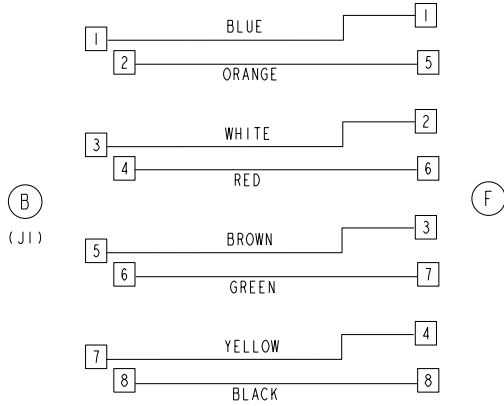 BLUE 1
1
2 5
ORANGE
WHITE 2
3
4 6
RED
B F
(J1)
BROWN 3
5
6 7
GREEN
YELLOW 4
7
8 8
BLACK